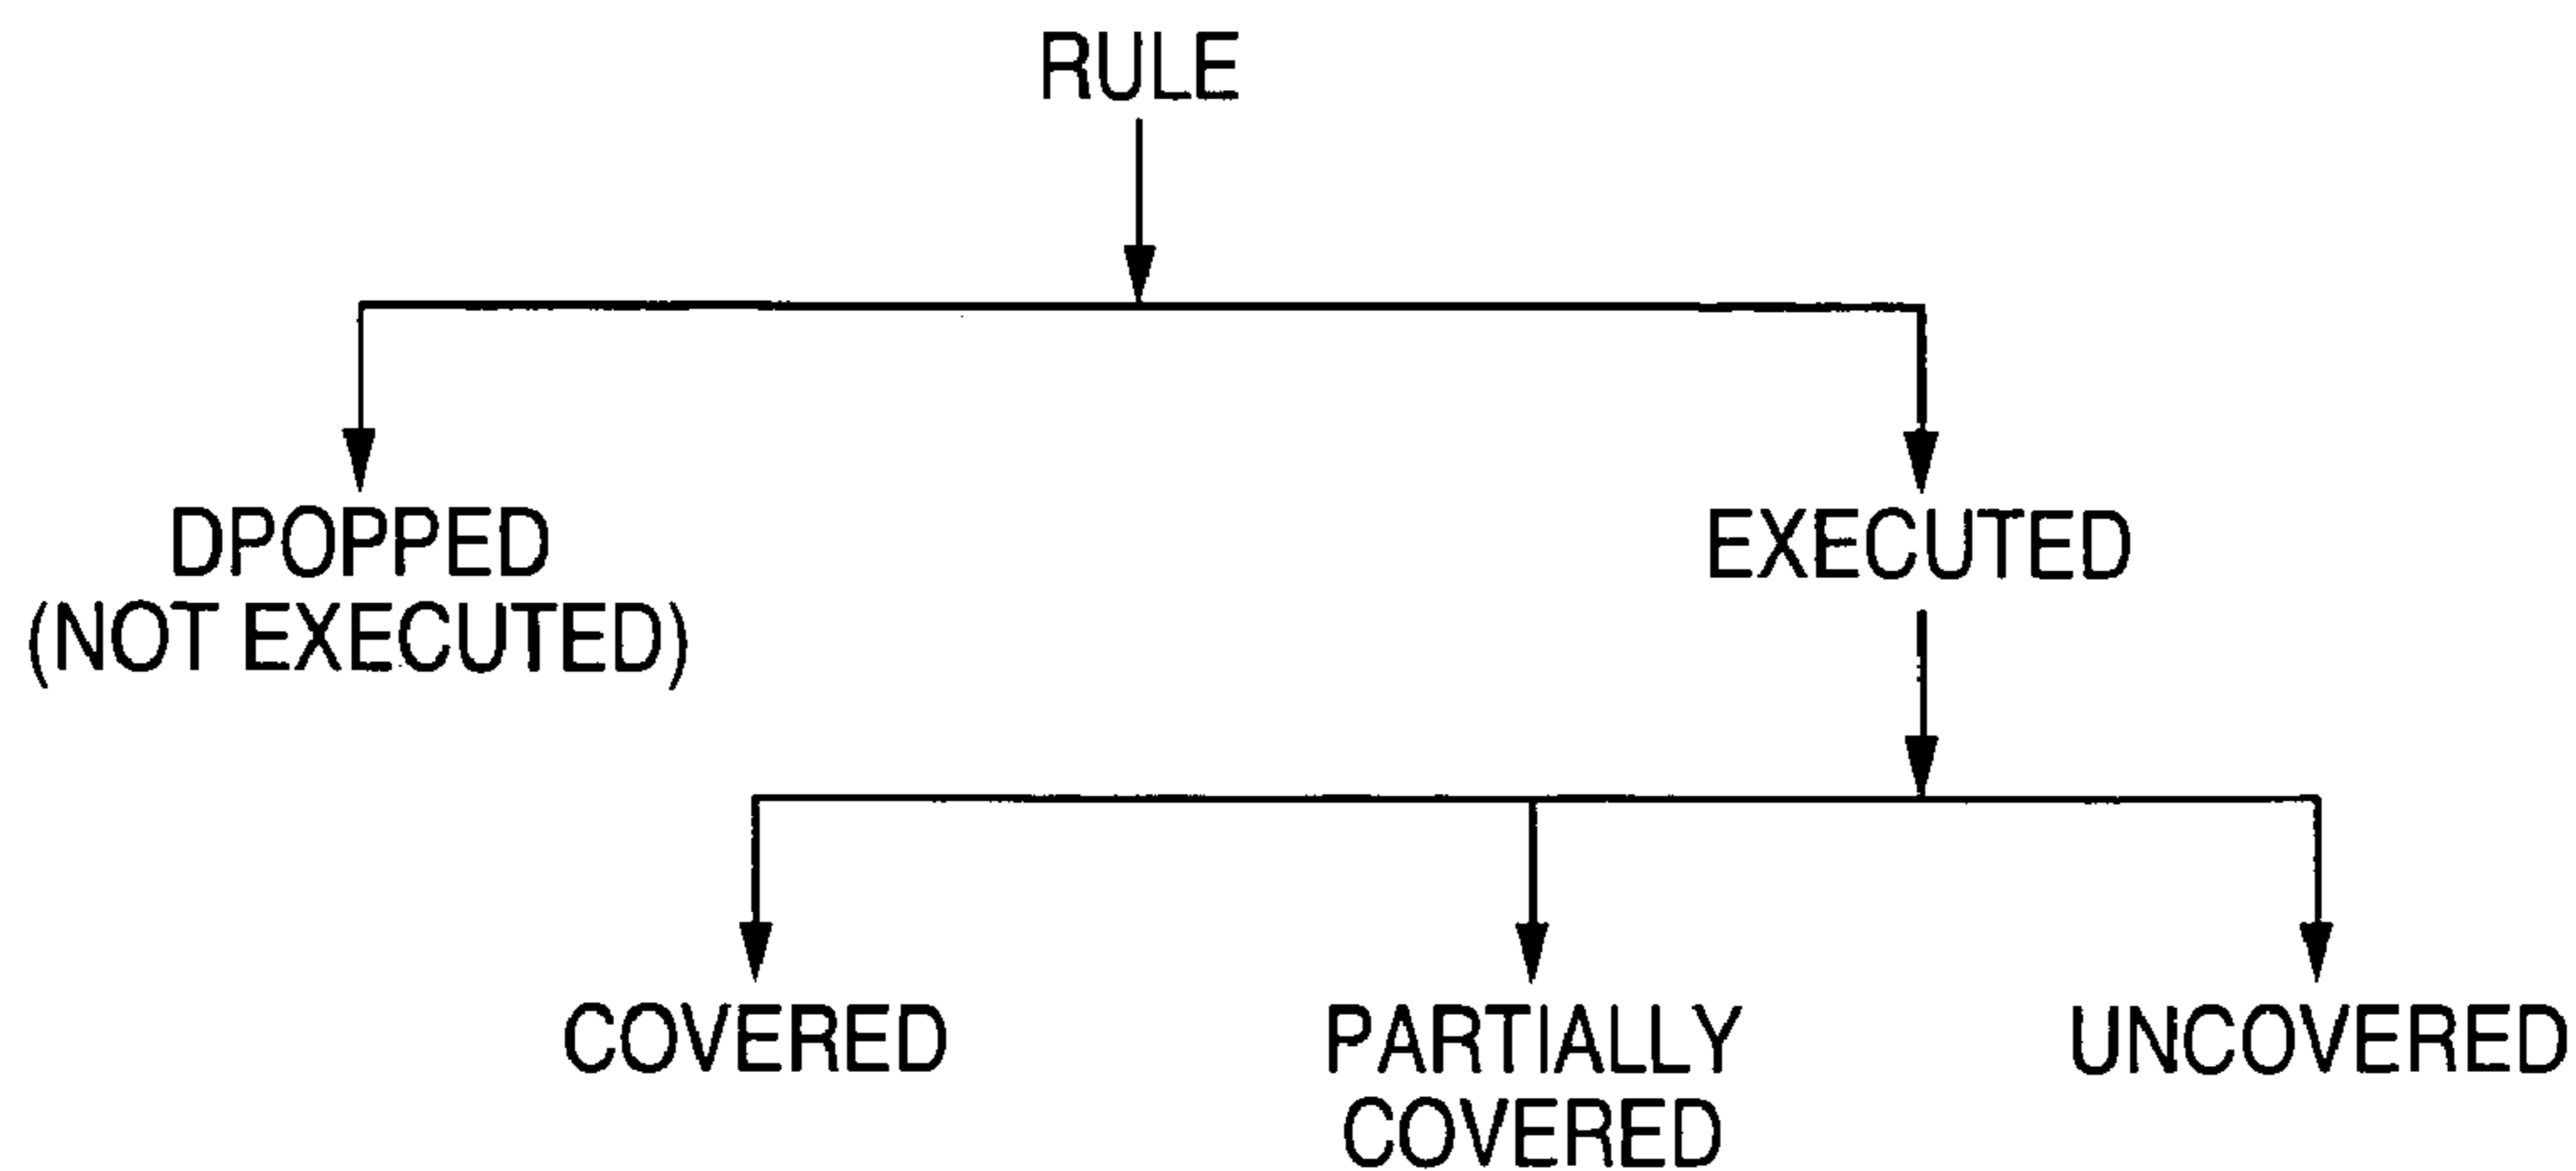 RULE
DPOPPED
(NOT EXECUTED)
EXECUTED
COVERED
PARTIALLY
COVERED
UNCOVERED